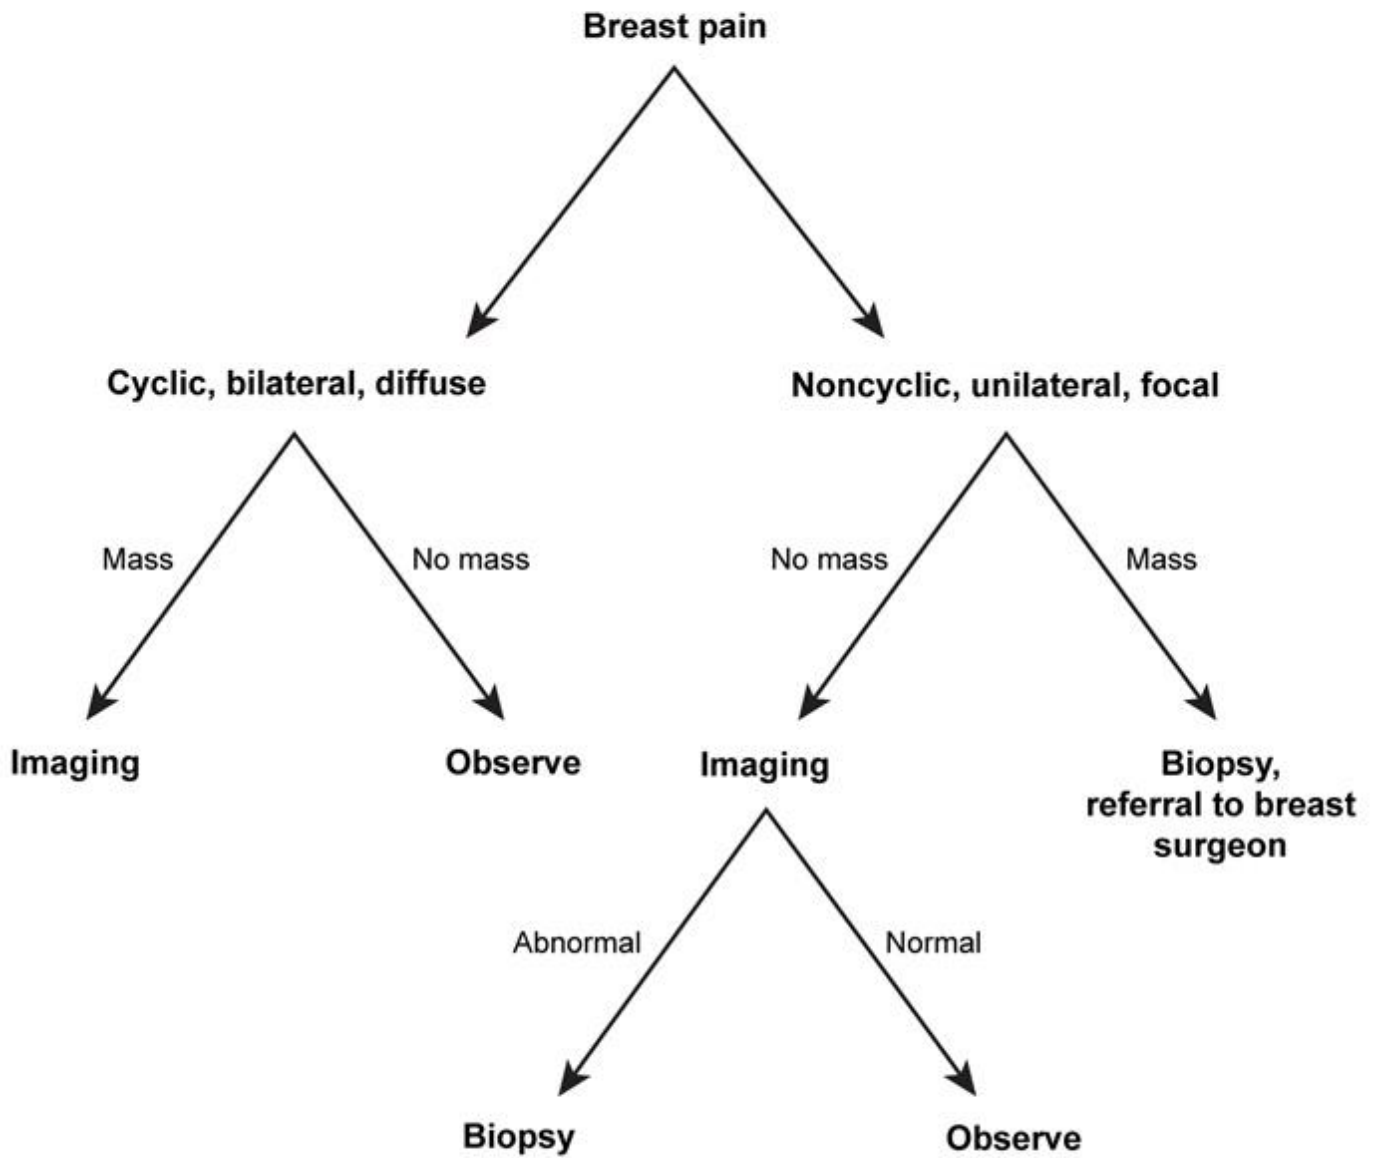 Breast pain
Cyclic, bilateral, diffuse
Noncyclic, unilateral, focal
Mass
No mass
No mass
Mass
Imaging
Observe
Imaging
Biopsy,
referral to breast
surgeon
Abnormal
Normal
Biopsy
Observe